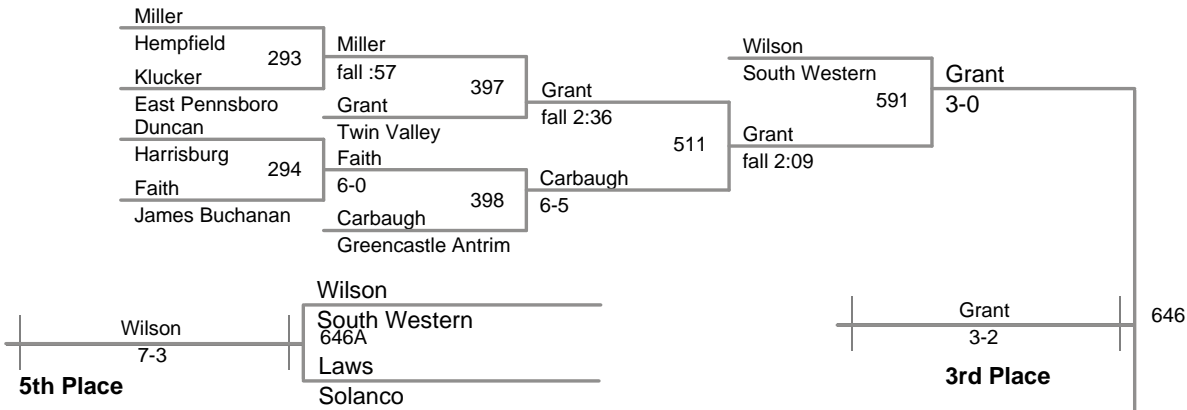 Miller
Hempfield
293
Klucker
East Pennsboro
Duncan
Harrisburg
294
Faith
James Buchanan
Miller
fall :57
397
Grant
Twin Valley
Faith
6-0
398
Carbaugh
Greencastle Antrim
Grant
fall 2:36
511
Carbaugh
6-5
Wilson
South Western
591
Grant
fall 2:09
Grant
3-0
Wilson
7-3
5th Place
Wilson
South Western
646A
Laws
Solanco
Grant
3-2
3rd Place
646